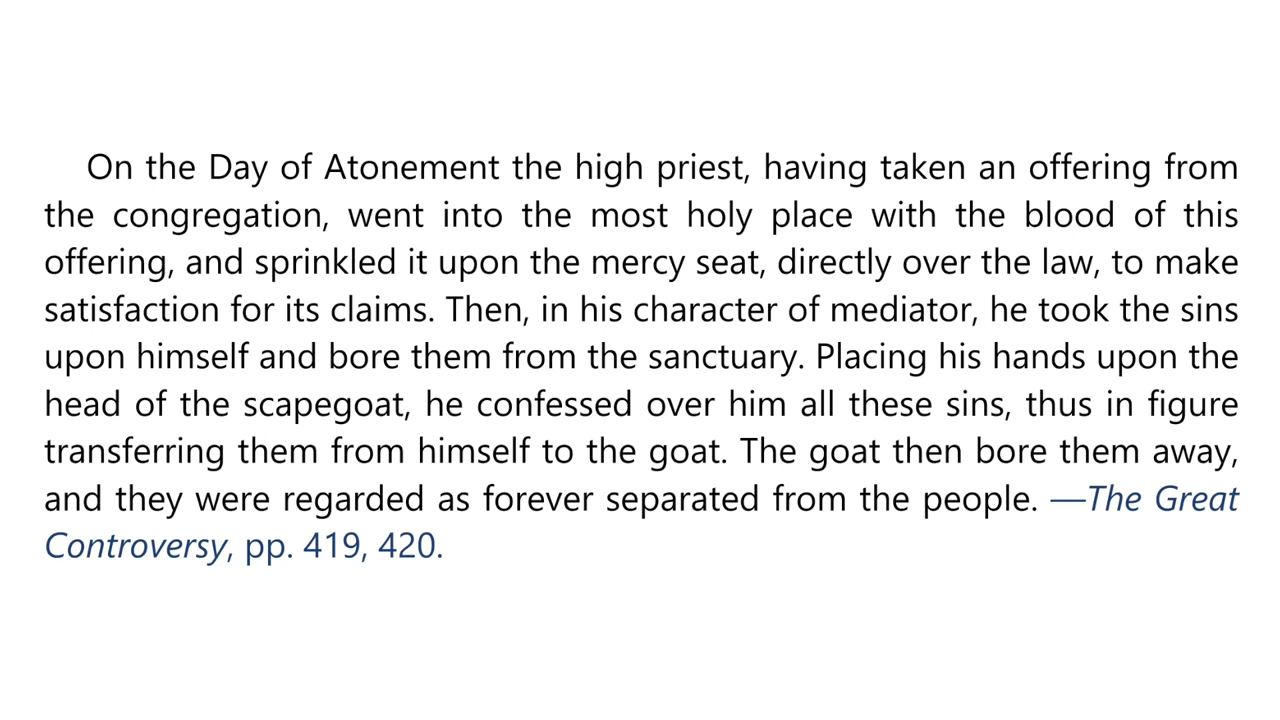 On the Day of Atonement the high priest, having taken an offering from
the congregation, went into the most holy place with the blood of this
offering, and sprinkled it upon the mercy seat, directly over the law, to make
satisfaction for its claims. Then, in his character of mediator, he took the sins
upon himself and bore them from the sanctuary. Placing his hands upon the
head of the scapegoat, he confessed over him all these sins, thus in figure
transferring them from himself to the goat. The goat then bore them away,
and they were regarded as forever separated from the people. —The Great
Controversy, pp. 419, 420.